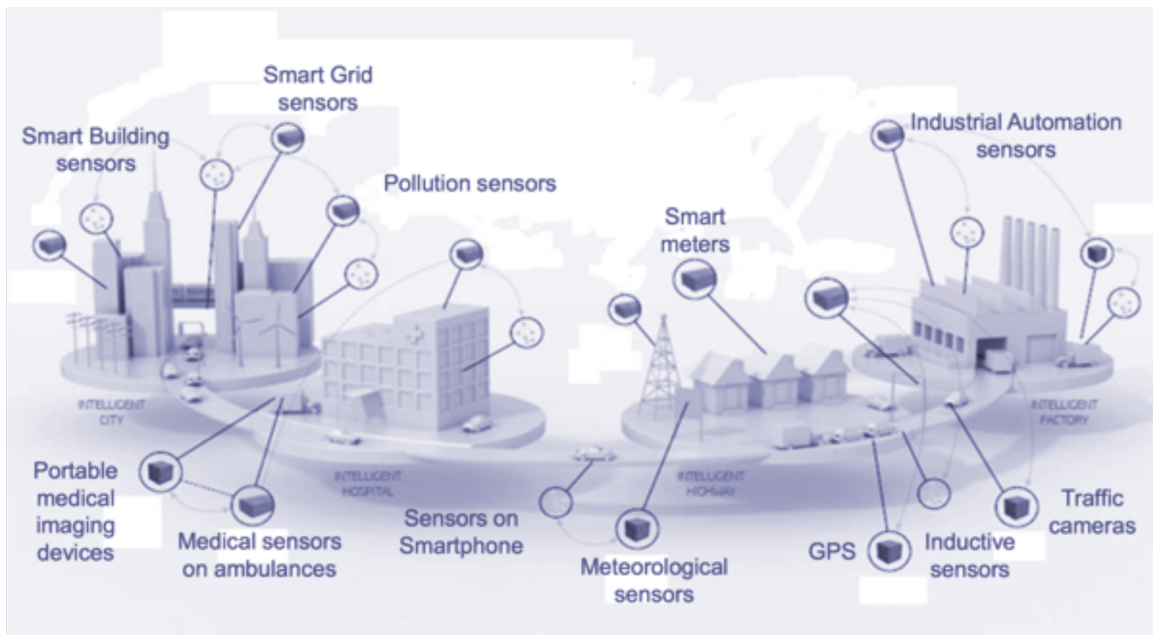 Smart Grid
sensors
Smart Building
sensors
Industrial Automation
sensors
Pollution sensors
Smart
meters
INTELLIGENT
CITY
INTELLIGENT
FACTORY
INTELLIGENT
HOSPITAL
INTELLIGENT
HIGHWAY
Portable
medical
imaging
devices
Medical sensors
on ambulances
Sensors on
Smartphone
Meteorological
sensors
GPS
Inductive
sensors
Traffic
cameras